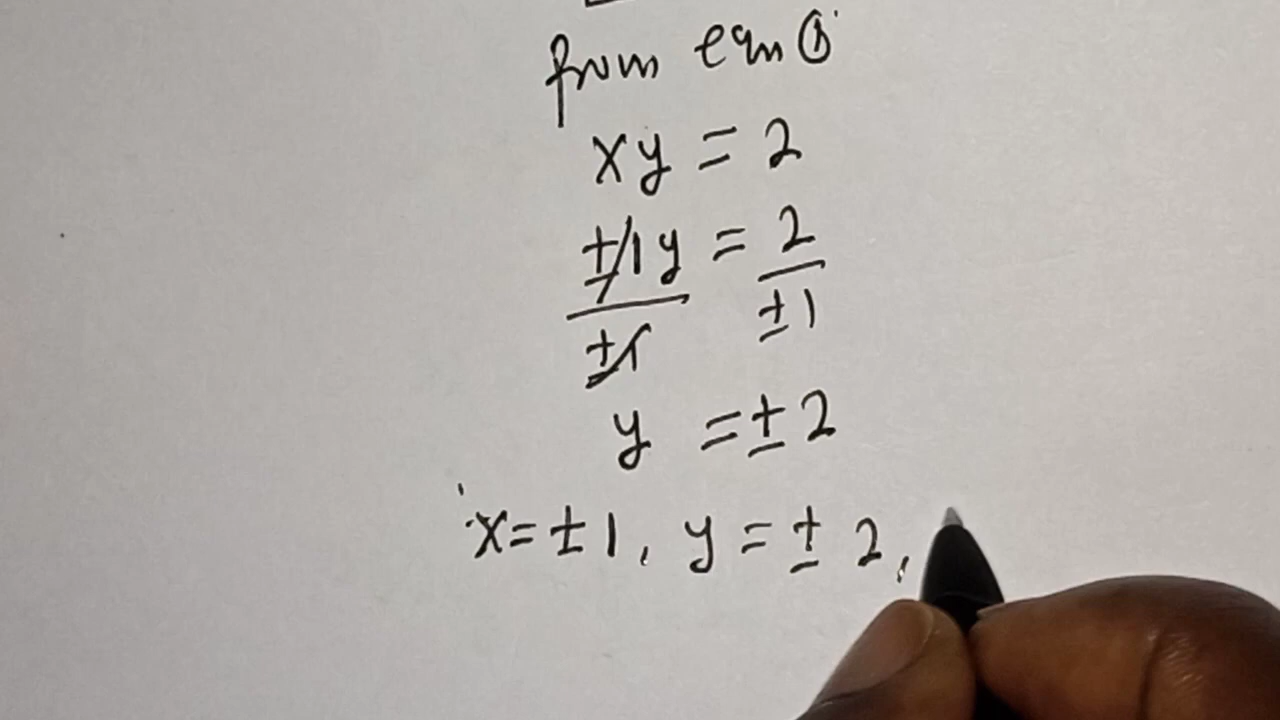 from eqn ①
xy = 2
±1y = 2
±1 ±1
y = ± 2
x = ± 1, y = ± 2,